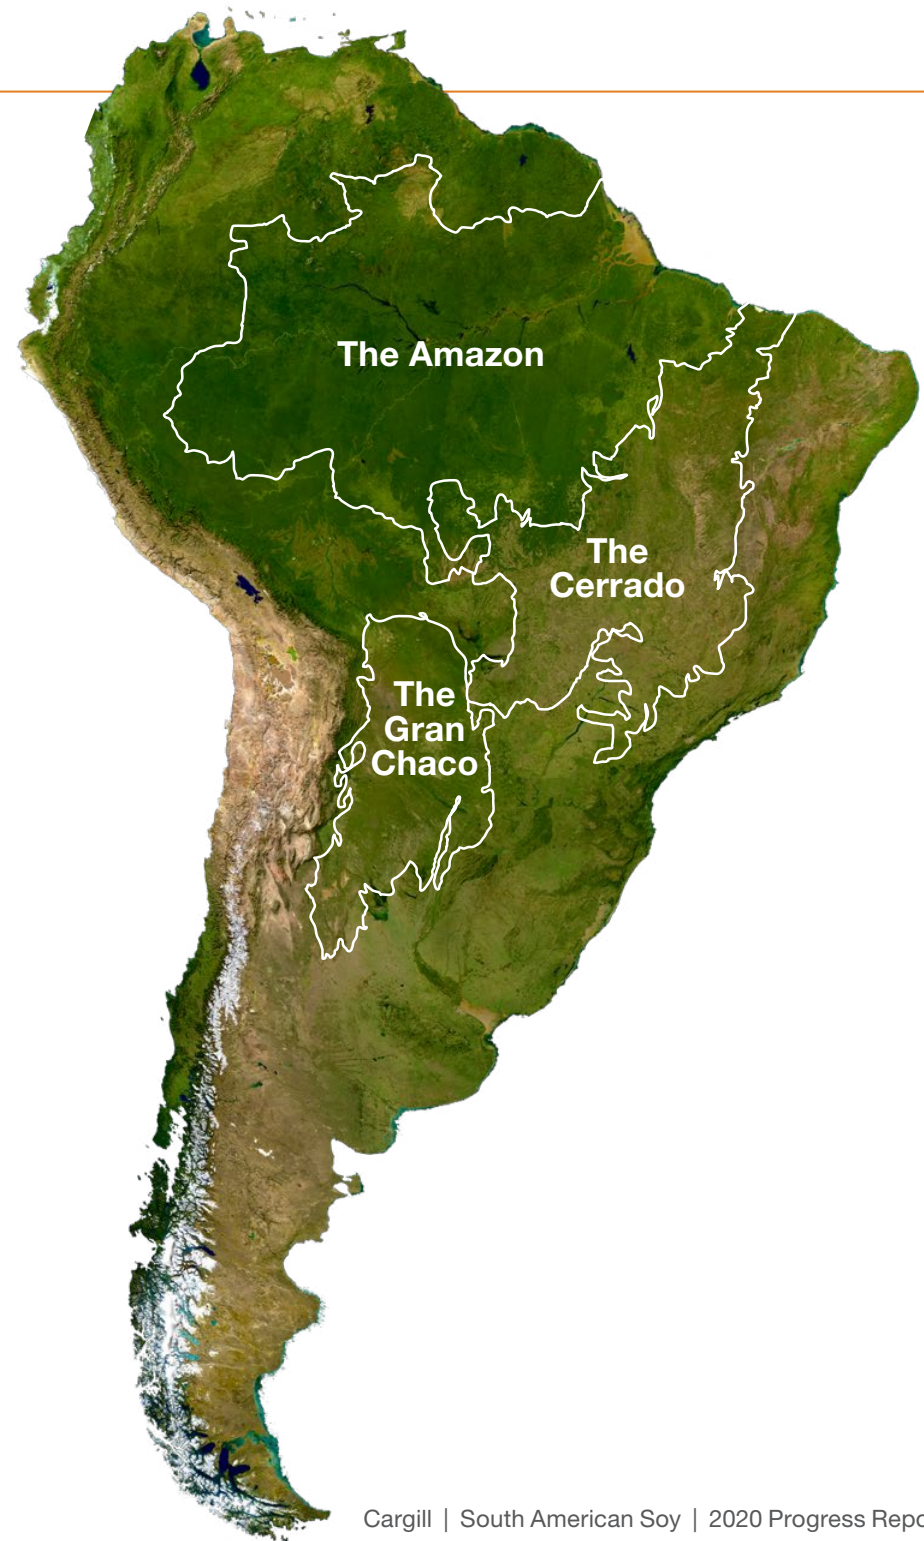 The Amazon
The
Cerrado
The
Gran
Chaco
Cargill | South American Soy | 2020 Progress Repo